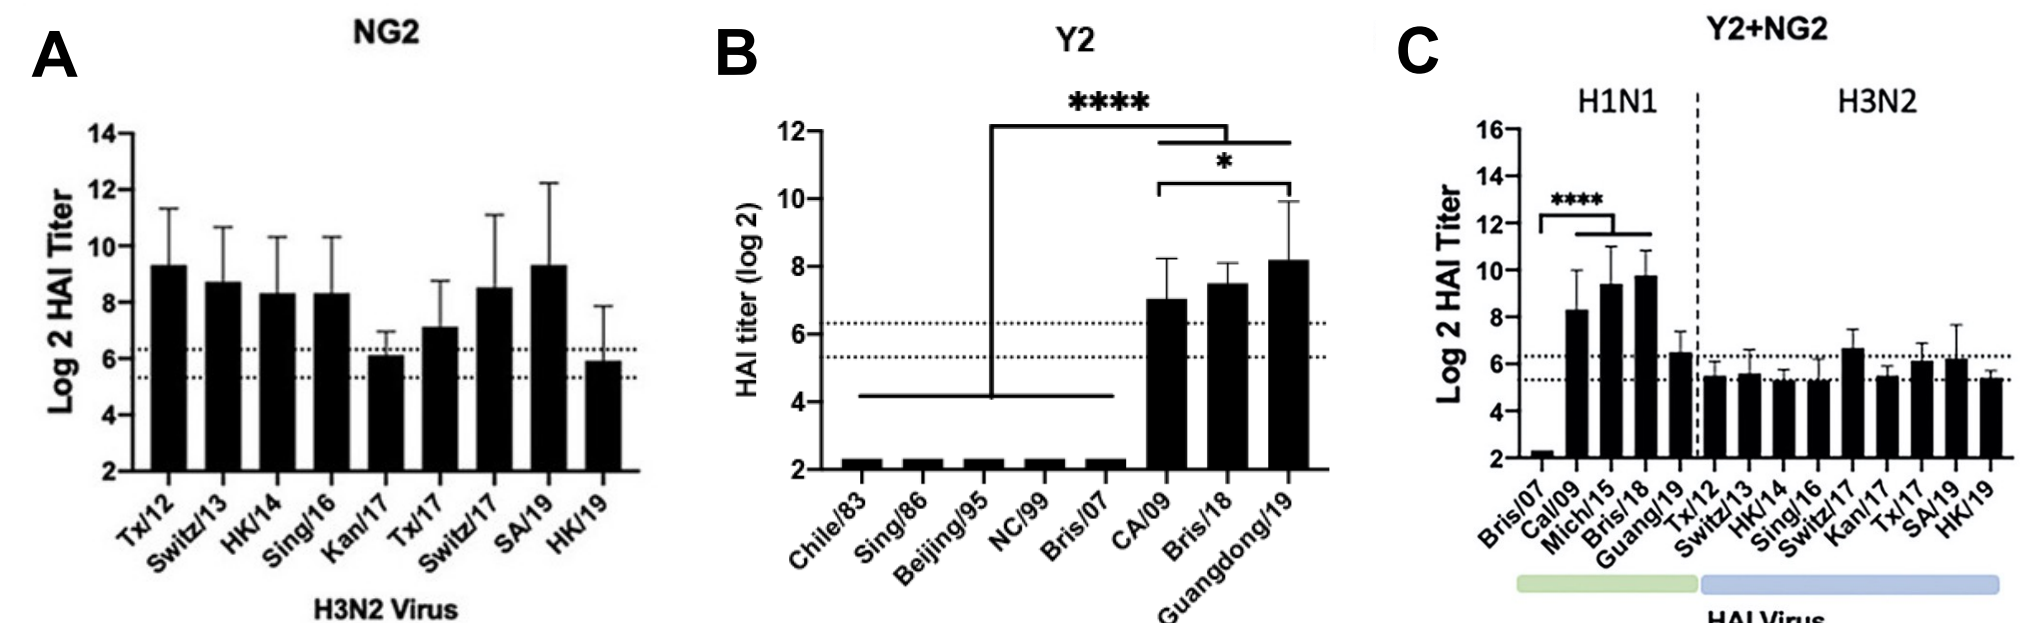 A
NG2
Log 2 HAI Titer
14
12
10
8
6
4
2
Tx/12
Switz/13
HK/14
Sing/16
Kan/17
Tx/17
Switz/17
SA/19
HK/19
H3N2 Virus
B
Y2
HAI titer (log 2)
12
10
8
6
4
2
****
*
Chile/83
Sing/86
Beijing/95
NC/99
Bris/07
CA/09
Bris/18
Guangdong/19
C
Y2+NG2
H1N1
H3N2
Log 2 HAI Titer
16
14
12
10
8
6
4
2
****
Bris/07
Cal/09
Mich/15
Bris/18
Guang/19
Tx/12
Switz/13
HK/14
Sing/16
Switz/17
Kan/17
Tx/17
SA/19
HK/19
HAI Virus